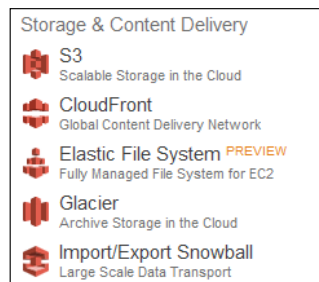 Storage & Content Delivery
S3
Scalable Storage in the Cloud
CloudFront
Global Content Delivery Network
Elastic File System PREVIEW
Fully Managed File System for EC2
Glacier
Archive Storage in the Cloud
Import/Export Snowball
Large Scale Data Transport